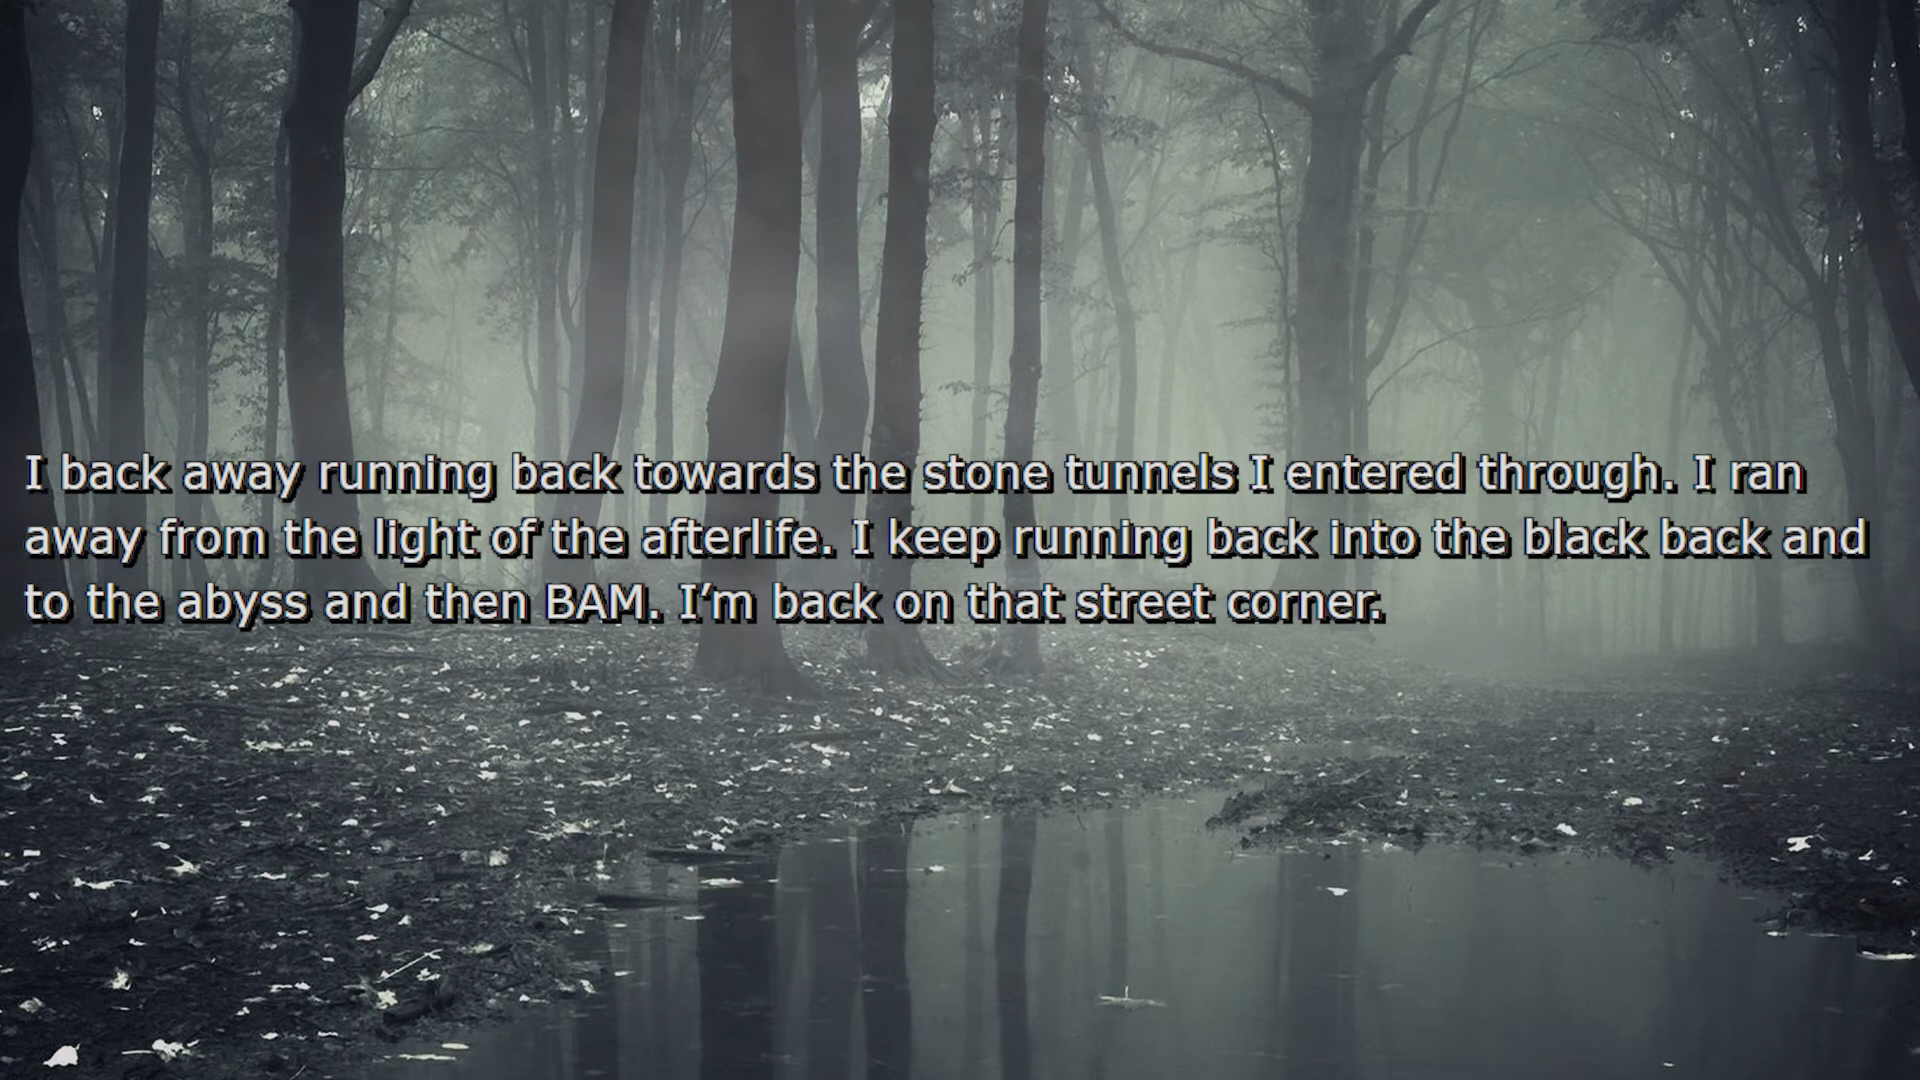 I back away running back towards the stone tunnels I entered through. I ran
away from the light of the afterlife. I keep running back into the black back and
to the abyss and then BAM. I’m back on that street corner.